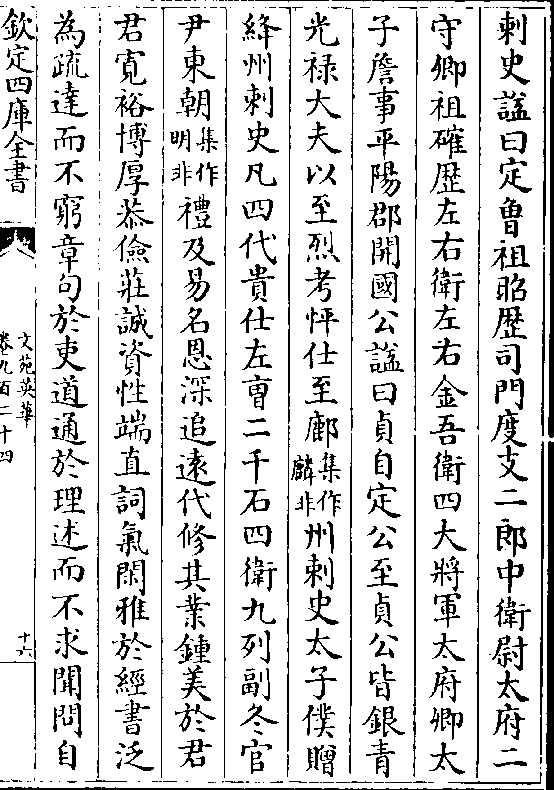 刺史謚曰定魯祖昭歴司門度支二郎中衛尉太府二
守卿祖確歴左右衛左右金吾衛四大將軍太府卿太
子詹事平陽郡開國公謚曰貞自定公至貞公皆銀青
光禄大夫以至烈考怦仕至鄜集作麟非州刺史太子僕贈
絳州刺史凡四代貴仕左曹二千石四衛九列副冬官
尹東朝集作明非禮及易名恩深追遠代修其業鍾美於君
君寛裕博厚恭儉莊誠資性端直詞氣閑雅於經書泛
為疏達而不窮章句於吏道通於理述而不求聞問自
欽定四庫全書
文苑英華
卷九百二十四
十六